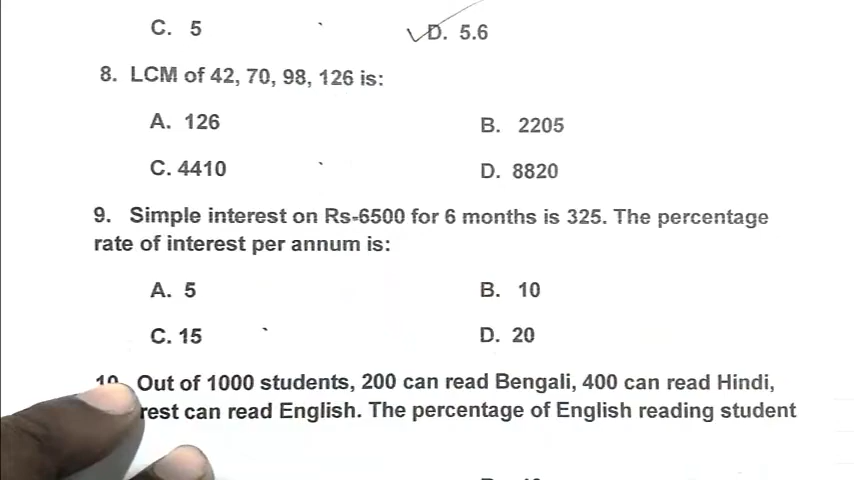 C. 5 D. 5.6
8. LCM of 42, 70, 98, 126 is:
A. 126 B. 2205
C. 4410 D. 8820
9. Simple interest on Rs-6500 for 6 months is 325. The percentage
rate of interest per annum is:
A. 5 B. 10
C. 15 D. 20
10 Out of 1000 students, 200 can read Bengali, 400 can read Hindi,
rest can read English. The percentage of English reading student